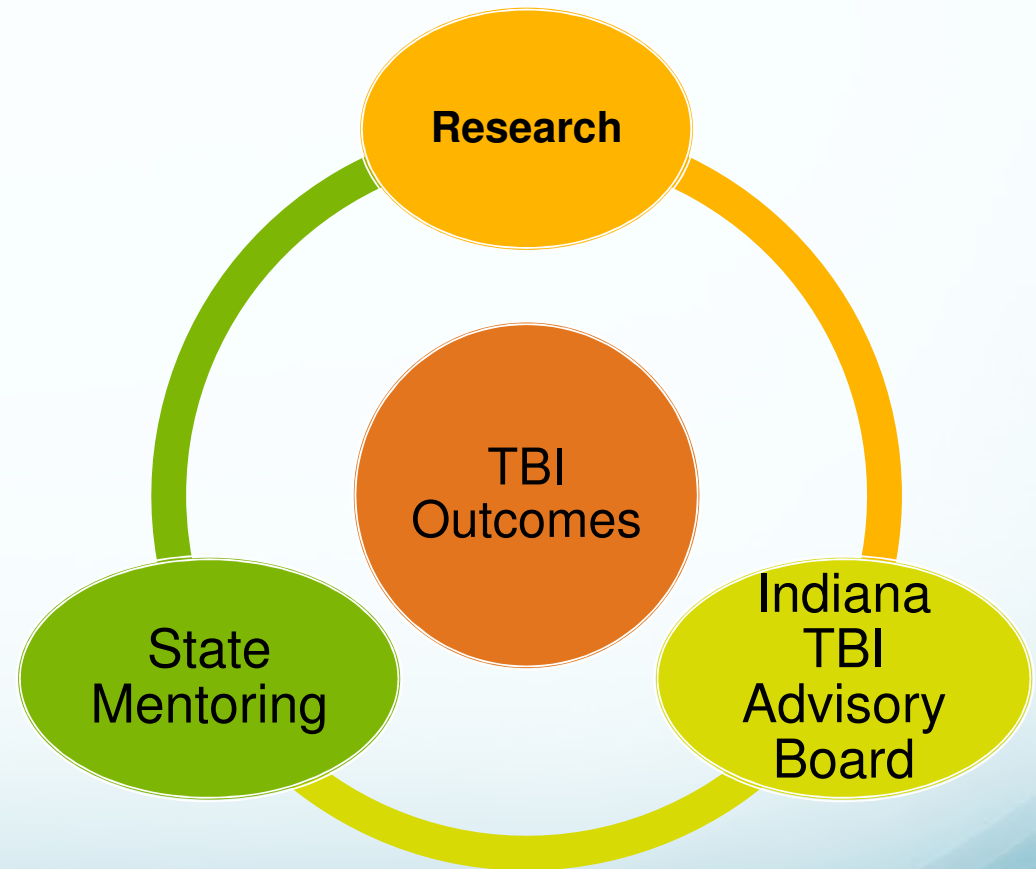 Research
TBI
Outcomes
State
Mentoring
Indiana
TBI
Advisory
Board